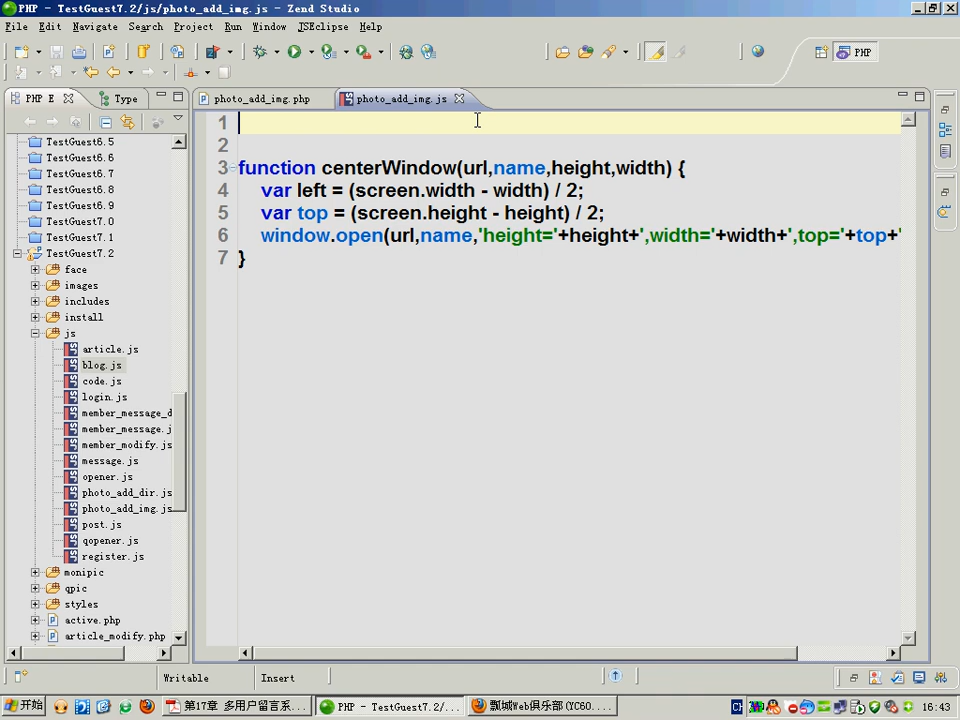 PHP - TestGuest7.2/js/photo_add_img.js - Zend Studio
File Edit Navigate Search Project Run Window JSEclipse Help
PHP
PHP E
Type
photo_add_img.php
photo_add_img.js
TestGuest6.5
TestGuest6.6
TestGuest6.7
TestGuest6.8
TestGuest6.9
TestGuest7.0
TestGuest7.1
TestGuest7.2
face
images
includes
install
js
article.js
blog.js
code.js
login.js
member_message_d
member_message.j
member_modify.js
message.js
opener.js
photo_add_dir.js
photo_add_img.js
post.js
qopener.js
register.js
monipic
qpic
styles
active.php
article_modify.php
1
2
3 function centerWindow(url,name,height,width) {
4 var left = (screen.width - width) / 2;
5 var top = (screen.height - height) / 2;
6 window.open(url,name,'height='+height+',width='+width+',top='+top+'
7 }
Writable
Insert
开始
第17章 多用户留言系...
PHP - TestGuest7.2/...
瓢城Web俱乐部(YC60...
CH
16:43